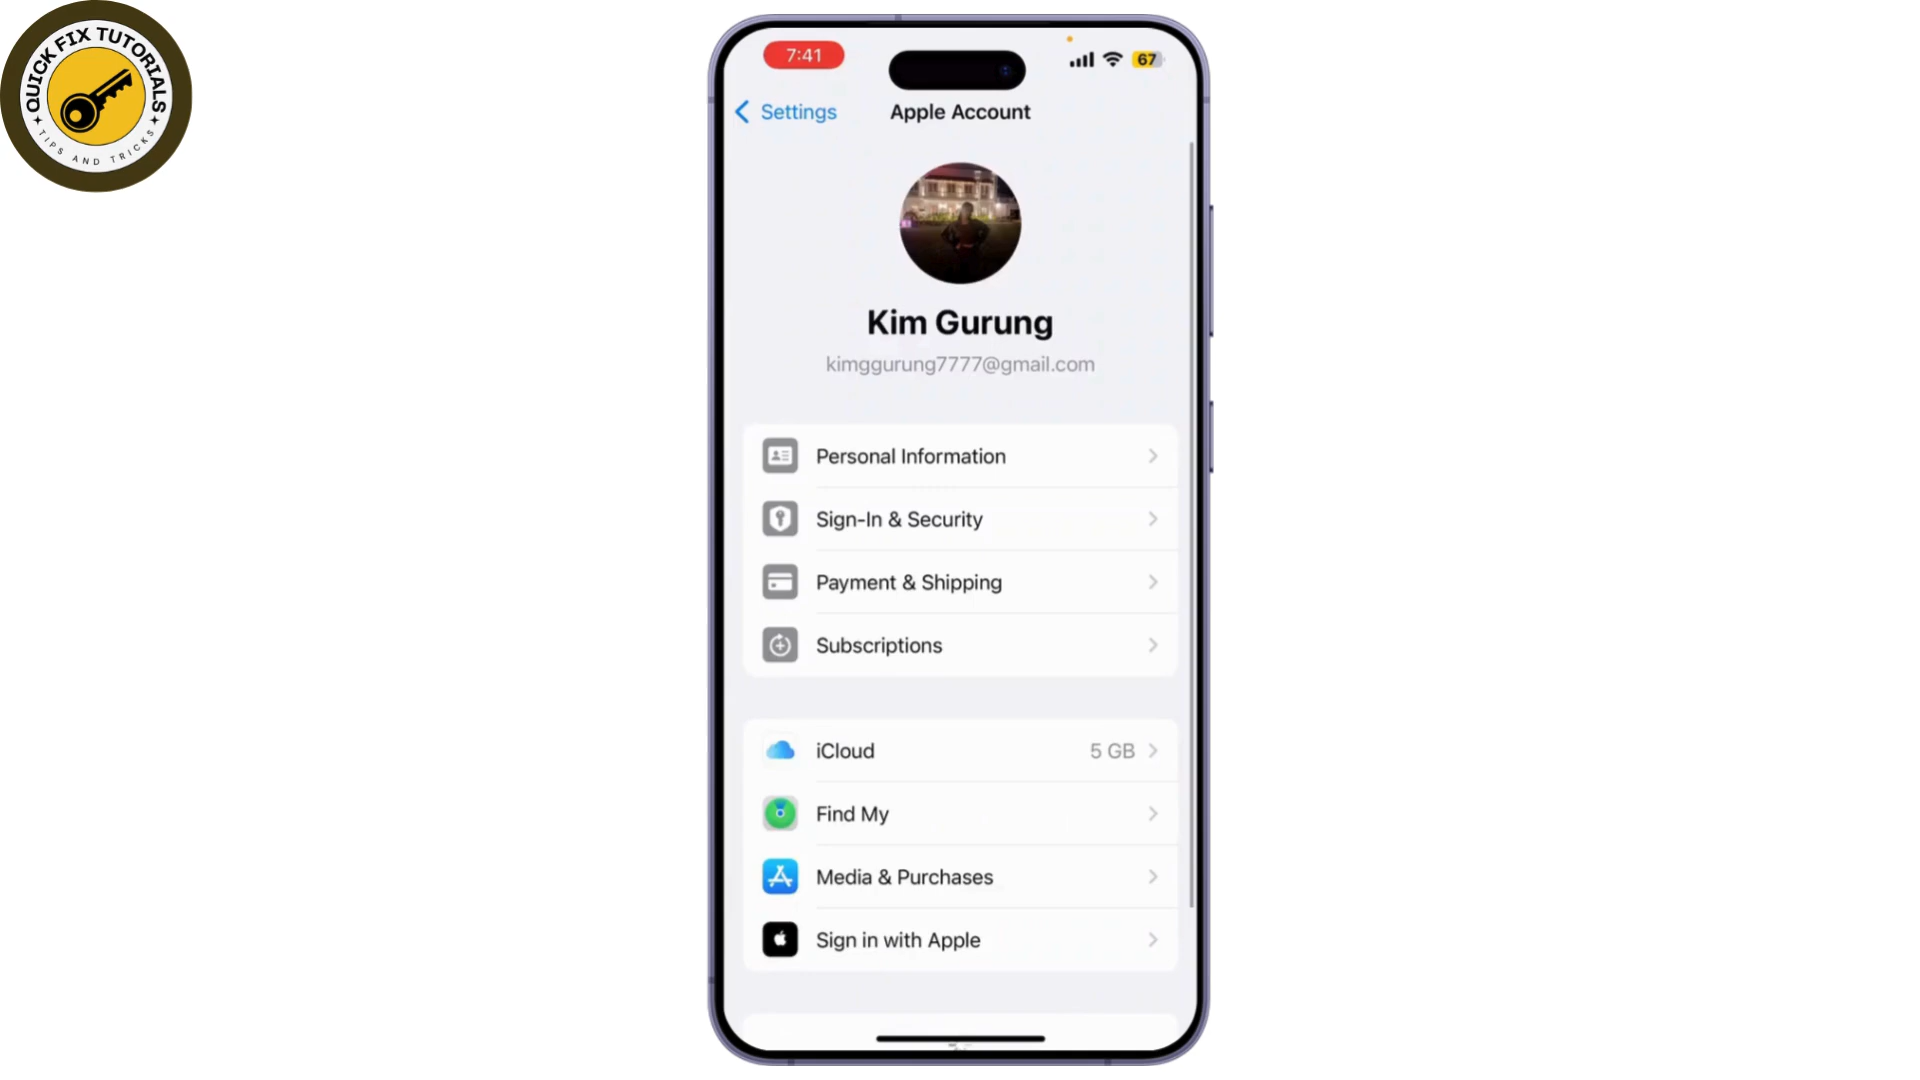 QUICK FIX TUTORIALS
TIPS AND TRICKS
7:41
67
Settings
Apple Account
Kim Gurung
kimggurung7777@gmail.com
Personal Information
Sign-In & Security
Payment & Shipping
Subscriptions
iCloud 5 GB
Find My
Media & Purchases
Sign in with Apple